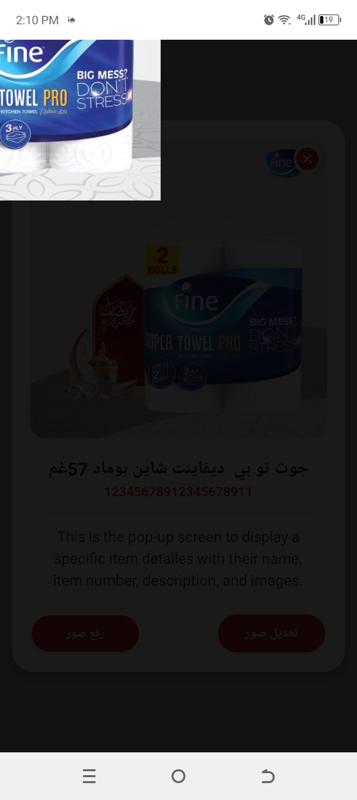 2:10 PM
4G
19
Fine
BIG MESS?
DON'T
STRESS
TOWEL PRO
KITCHEN TOWEL
3 PLY
fine
2
ROLLS
رمضان كريم
Fine
BIG MESS?
DON'T
STRESS
SUPER TOWEL PRO
جوت تو بي ديفاينت شاين بوماد 57غم
12345678912345678911
This is the pop-up screen to display a
specific item detailes with their name,
item number, description, and images.
رفع صور
تعديل صور